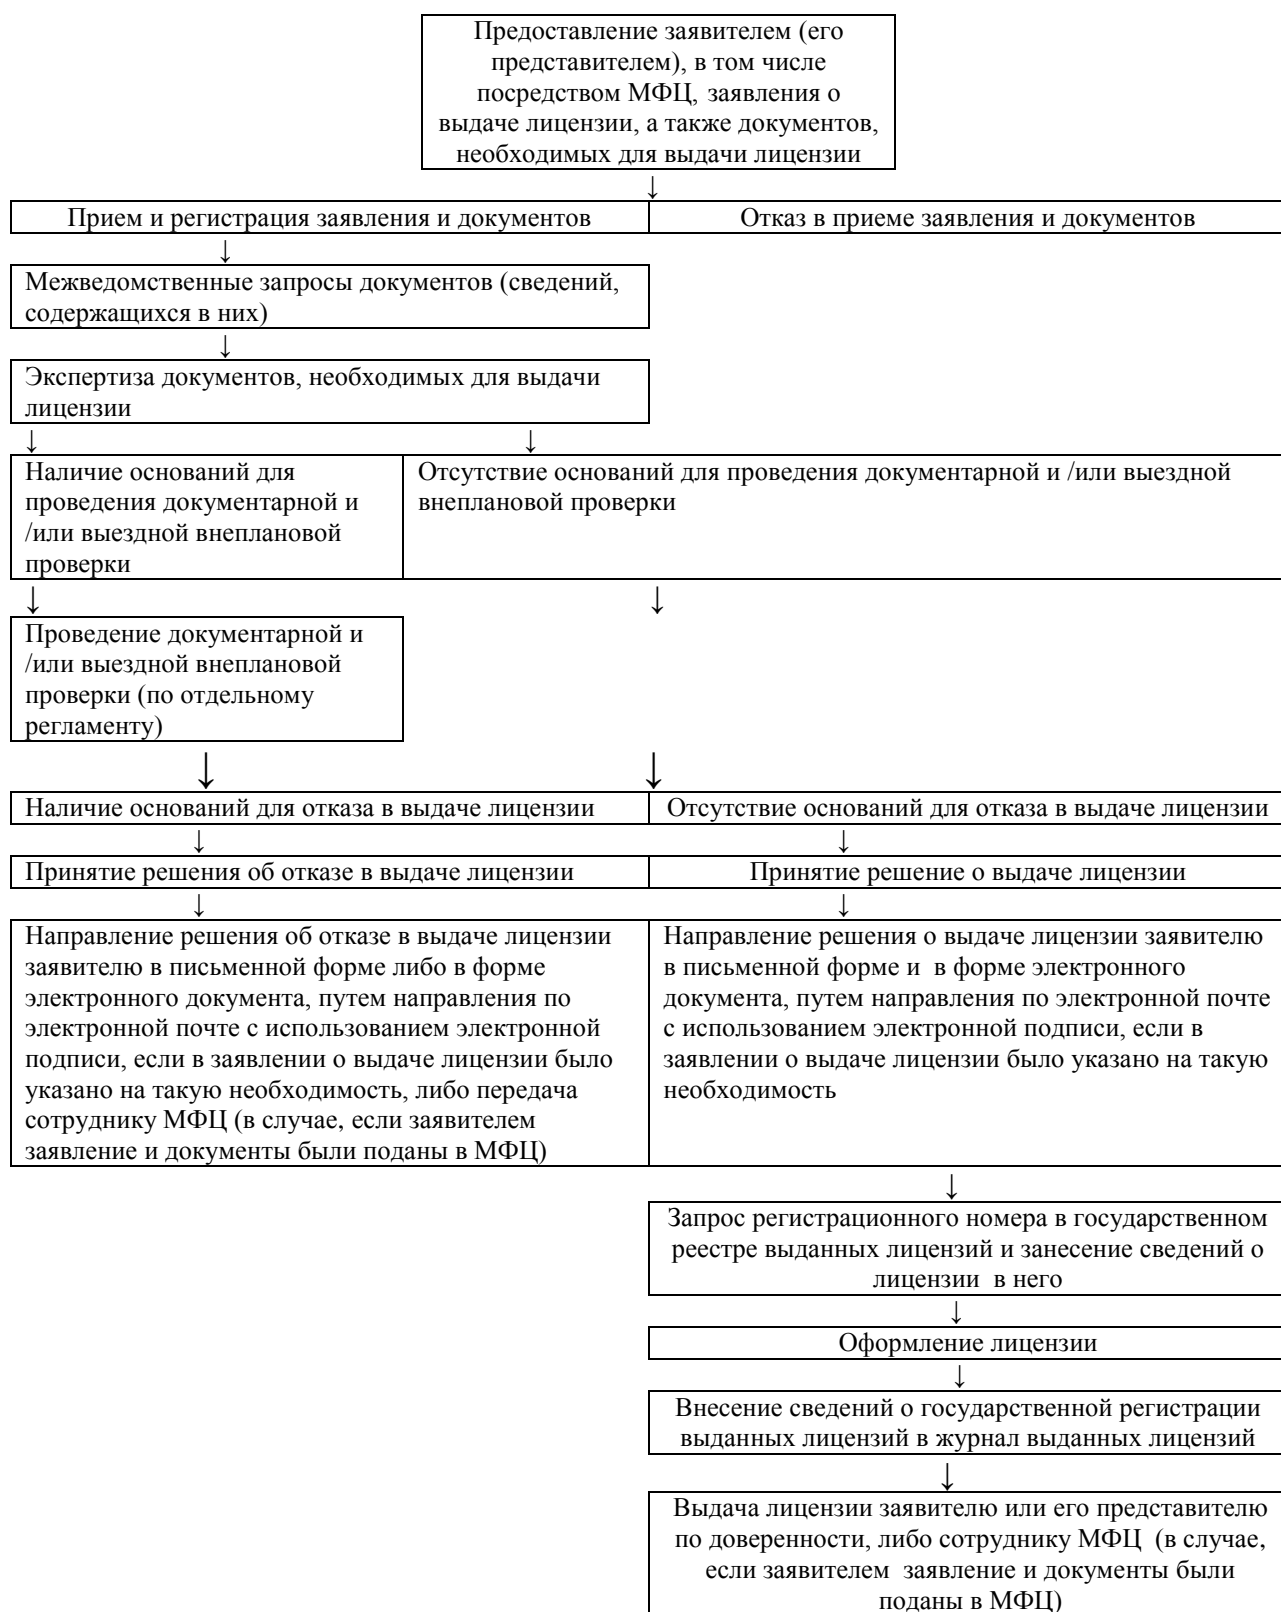 Предоставление заявителем (его
представителем), в том числе
посредством МФЦ, заявления о
выдаче лицензии, а также документов,
необходимых для выдачи лицензии
↓
Прием и регистрация заявления и документов
Отказ в приеме заявления и документов
↓
Межведомственные запросы документов (сведений,
содержащихся в них)
↓
Экспертиза документов, необходимых для выдачи
лицензии
↓ ↓
Наличие оснований для
проведения документарной и
/или выездной внеплановой
проверки
Отсутствие оснований для проведения документарной и /или выездной
внеплановой проверки
↓ ↓
Проведение документарной и
/или выездной внеплановой
проверки (по отдельному
регламенту)
↓ ↓
Наличие оснований для отказа в выдаче лицензии
Отсутствие оснований для отказа в выдаче лицензии
↓ ↓
Принятие решения об отказе в выдаче лицензии
Принятие решение о выдаче лицензии
↓ ↓
Направление решения об отказе в выдаче лицензии
заявителю в письменной форме либо в форме
электронного документа, путем направления по
электронной почте с использованием электронной
подписи, если в заявлении о выдаче лицензии было
указано на такую необходимость, либо передача
сотруднику МФЦ (в случае, если заявителем
заявление и документы были поданы в МФЦ)
Направление решения о выдаче лицензии заявителю
в письменной форме и  в форме электронного
документа, путем направления по электронной почте
с использованием электронной подписи, если в
заявлении о выдаче лицензии было указано на такую
необходимость
↓
Запрос регистрационного номера в государственном
реестре выданных лицензий и занесение сведений о
лицензии  в него
↓
Оформление лицензии
↓
Внесение сведений о государственной регистрации
выданных лицензий в журнал выданных лицензий
↓
Выдача лицензии заявителю или его представителю
по доверенности, либо сотруднику МФЦ  (в случае,
если заявителем  заявление и документы были
поданы в МФЦ)